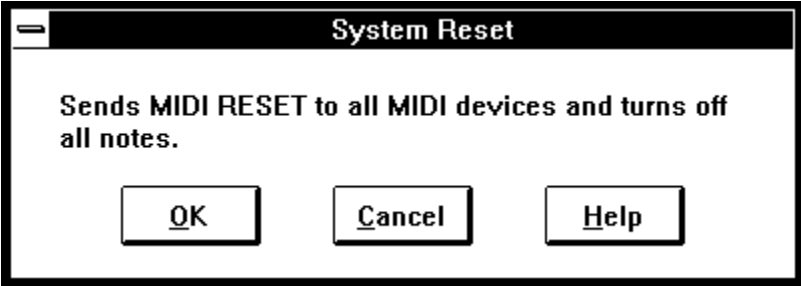 System Reset
Sends MIDI RESET to all MIDI devices and turns off
all notes.
OK Cancel Help